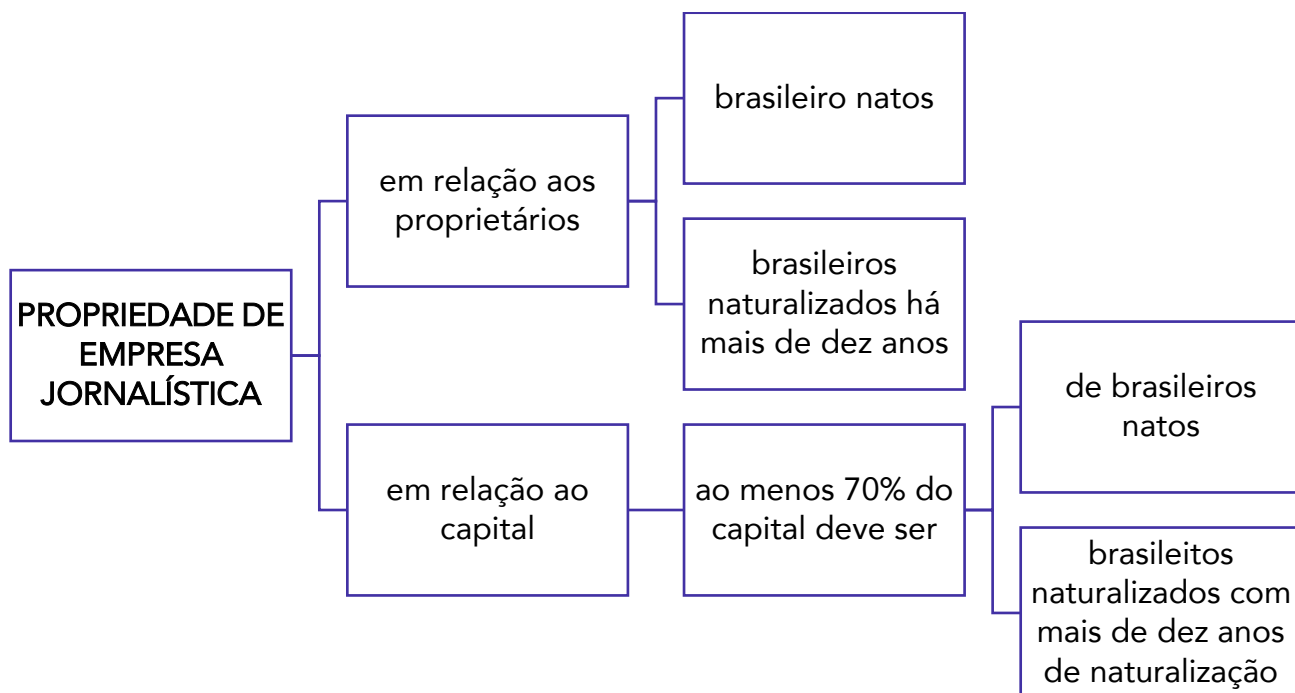 PROPRIEDADE DE
EMPRESA
JORNALÍSTICA
em relação aos
proprietários
brasileiro natos
brasileiros
naturalizados há
mais de dez anos
em relação ao
capital
ao menos 70% do
capital deve ser
de brasileiros
natos
brasileitos
naturalizados com
mais de dez anos
de naturalização